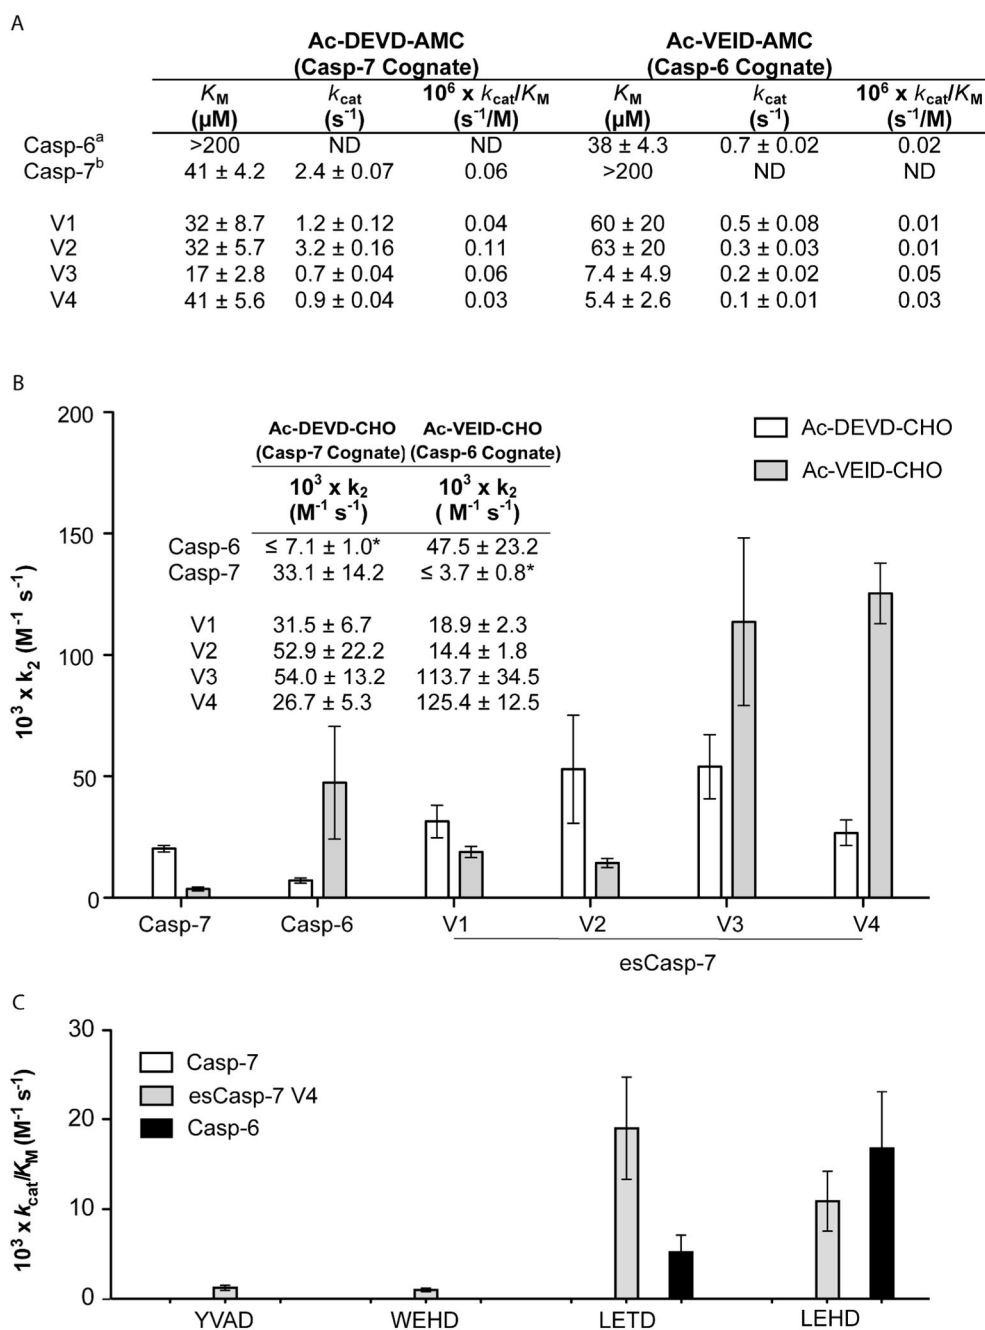 A
Ac-DEVD-AMC Ac-VEID-AMC
(Casp-7 Cognate) (Casp-6 Cognate)
K_M k_cat 10⁶ x k_cat/K_M K_M k_cat 10⁶ x k_cat/K_M
(µM) (s⁻¹) (s⁻¹/M) (µM) (s⁻¹) (s⁻¹/M)
Casp-6ᵃ >200 ND ND 38 ± 4.3 0.7 ± 0.02 0.02
Casp-7ᵇ 41 ± 4.2 2.4 ± 0.07 0.06 >200 ND ND
V1 32 ± 8.7 1.2 ± 0.12 0.04 60 ± 20 0.5 ± 0.08 0.01
V2 32 ± 5.7 3.2 ± 0.16 0.11 63 ± 20 0.3 ± 0.03 0.01
V3 17 ± 2.8 0.7 ± 0.04 0.06 7.4 ± 4.9 0.2 ± 0.02 0.05
V4 41 ± 5.6 0.9 ± 0.04 0.03 5.4 ± 2.6 0.1 ± 0.01 0.03
B
10³ x k₂ (M⁻¹ s⁻¹)
200
150
100
50
0
Ac-DEVD-CHO Ac-VEID-CHO
(Casp-7 Cognate) (Casp-6 Cognate)
10³ x k₂ 10³ x k₂
(M⁻¹ s⁻¹) ( M⁻¹ s⁻¹)
Casp-6 ≤ 7.1 ± 1.0* 47.5 ± 23.2
Casp-7 33.1 ± 14.2 ≤ 3.7 ± 0.8*
V1 31.5 ± 6.7 18.9 ± 2.3
V2 52.9 ± 22.2 14.4 ± 1.8
V3 54.0 ± 13.2 113.7 ± 34.5
V4 26.7 ± 5.3 125.4 ± 12.5
Ac-DEVD-CHO
Ac-VEID-CHO
Casp-7 Casp-6 V1 V2 V3 V4
esCasp-7
C
10³ x k_cat/K_M (M⁻¹ s⁻¹)
30
20
10
0
Casp-7
esCasp-7 V4
Casp-6
YVAD WEHD LETD LEHD